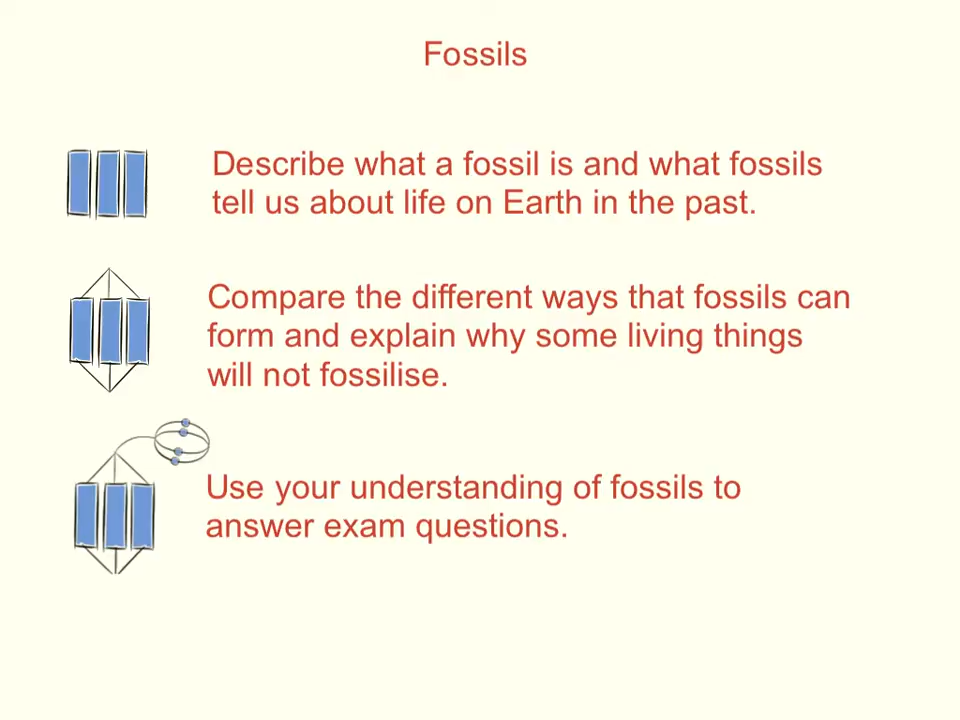 Fossils
Describe what a fossil is and what fossils
tell us about life on Earth in the past.
Compare the different ways that fossils can
form and explain why some living things
will not fossilise.
Use your understanding of fossils to
answer exam questions.